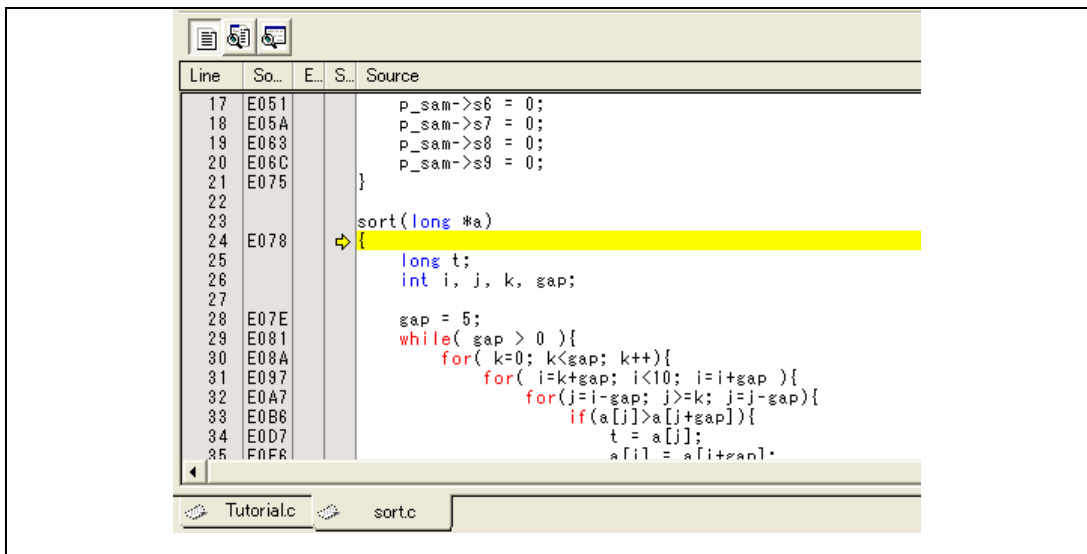 Line So... E... S... Source
17 E051 p_sam->s6 = 0;
18 E05A p_sam->s7 = 0;
19 E063 p_sam->s8 = 0;
20 E06C p_sam->s9 = 0;
21 E075 }
22
23 sort(long *a)
24 E078 {
25 long t;
26 int i, j, k, gap;
27
28 E07E gap = 5;
29 E081 while( gap > 0 ){
30 E08A for( k=0; k<gap; k++){
31 E097 for( i=k+gap; i<10; i=i+gap ){
32 E0A7 for(j=i-gap; j>=k; j=j-gap){
33 E0B6 if(a[j]>a[j+gap]){
34 E0D7 t = a[j];
35 E0E6 a[j] = a[j+gap];
Tutorial.c sort.c